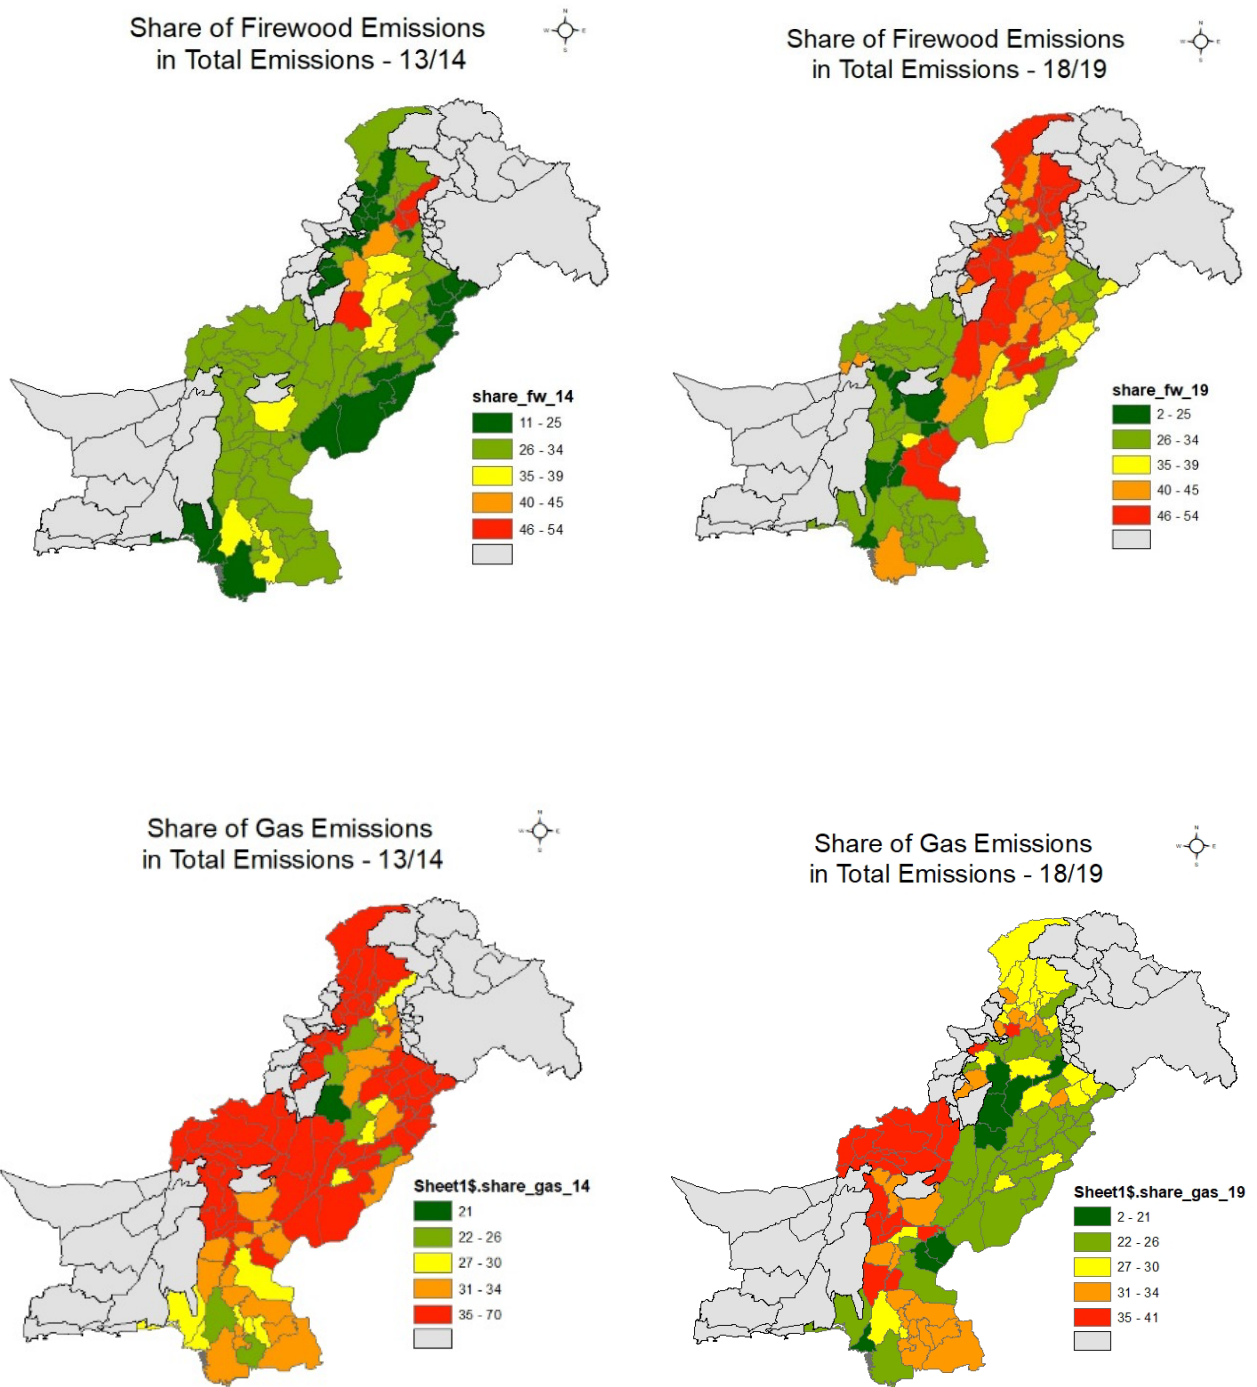 Share of Firewood Emissions
in Total Emissions - 13/14
N
W
E
S
share_fw_14
11 - 25
26 - 34
35 - 39
40 - 45
46 - 54
Share of Firewood Emissions
in Total Emissions - 18/19
N
W
E
S
share_fw_19
2 - 25
26 - 34
35 - 39
40 - 45
46 - 54
Share of Gas Emissions
in Total Emissions - 13/14
N
W
E
S
Sheet1$.share_gas_14
21
22 - 26
27 - 30
31 - 34
35 - 70
Share of Gas Emissions
in Total Emissions - 18/19
N
W
E
S
Sheet1$.share_gas_19
2 - 21
22 - 26
27 - 30
31 - 34
35 - 41